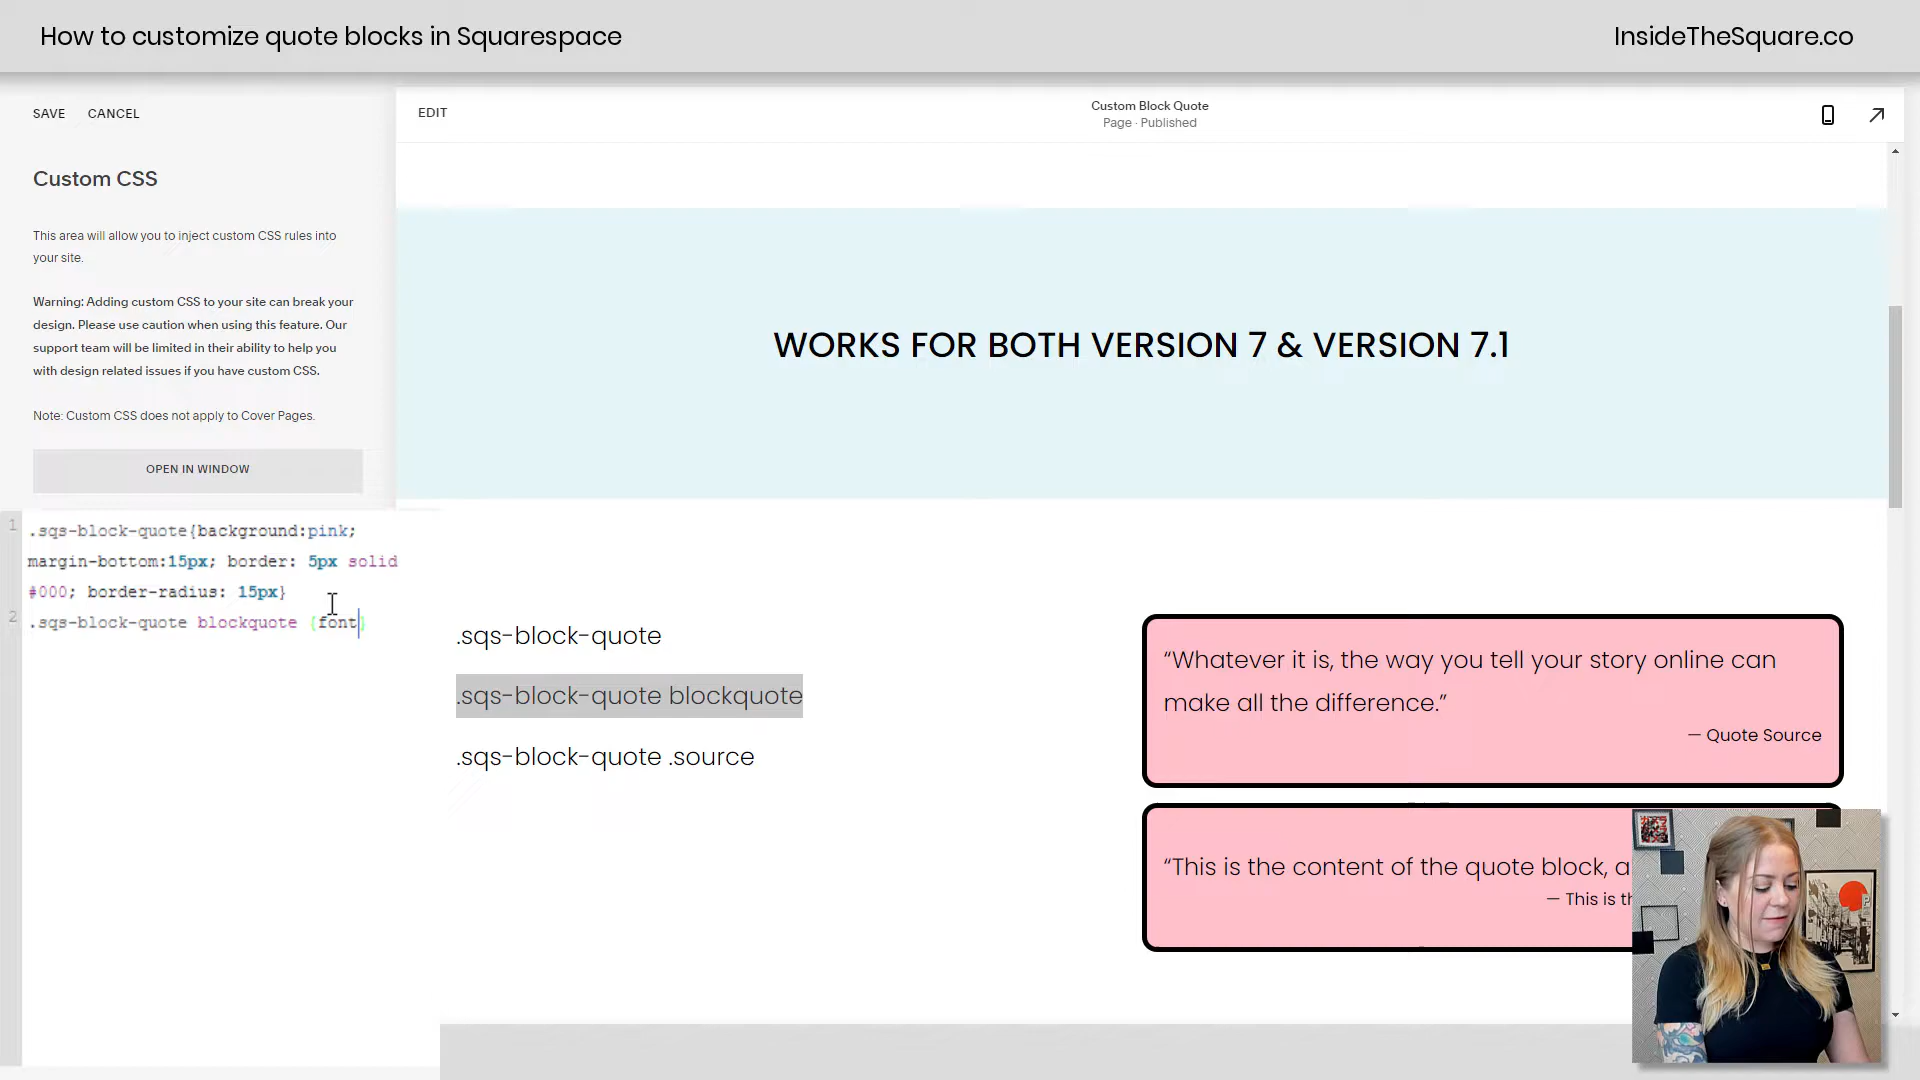 How to customize quote blocks in Squarespace
InsideTheSquare.co
SAVE CANCEL
EDIT
Custom Block Quote
Page · Published
Custom CSS
This area will allow you to inject custom CSS rules into
your site.
Warning: Adding custom CSS to your site can break your
design. Please use caution when using this feature. Our
support team will be limited in their ability to help you
with design related issues if you have custom CSS.
Note: Custom CSS does not apply to Cover Pages.
OPEN IN WINDOW
1 .sqs-block-quote{background:pink;
margin-bottom:15px; border: 5px solid
#000; border-radius: 15px}
2 .sqs-block-quote blockquote {font}
WORKS FOR BOTH VERSION 7 & VERSION 7.1
.sqs-block-quote
.sqs-block-quote blockquote
.sqs-block-quote .source
“Whatever it is, the way you tell your story online can
make all the difference.”
— Quote Source
“This is the content of the quote block, a
— This is th